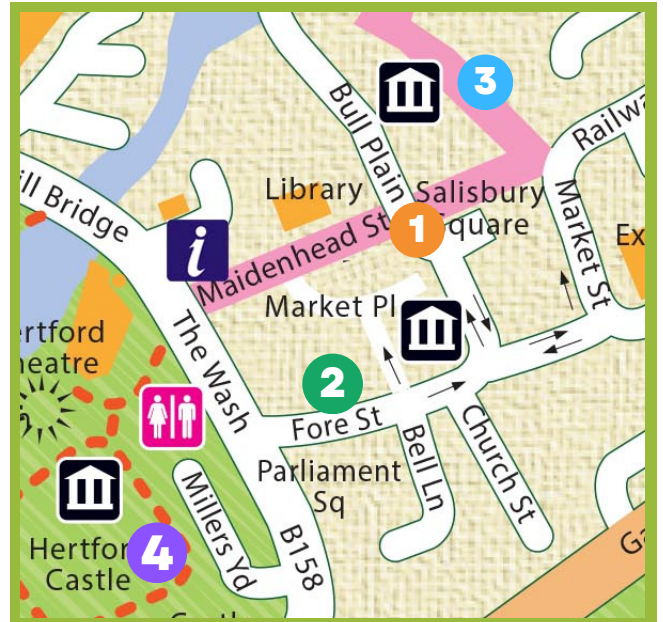 3
Bull Plain
Railw
ill Bridge
Library
Salisbury
Square
1
Market St
Ex
i
Maidenhead St
Market Pl
ertford
heatre
The Wash
2
Fore St
Bell Ln
Church St
Parliament
Sq
Millers Yd
B158
Hertfor
Castle
4
Ga